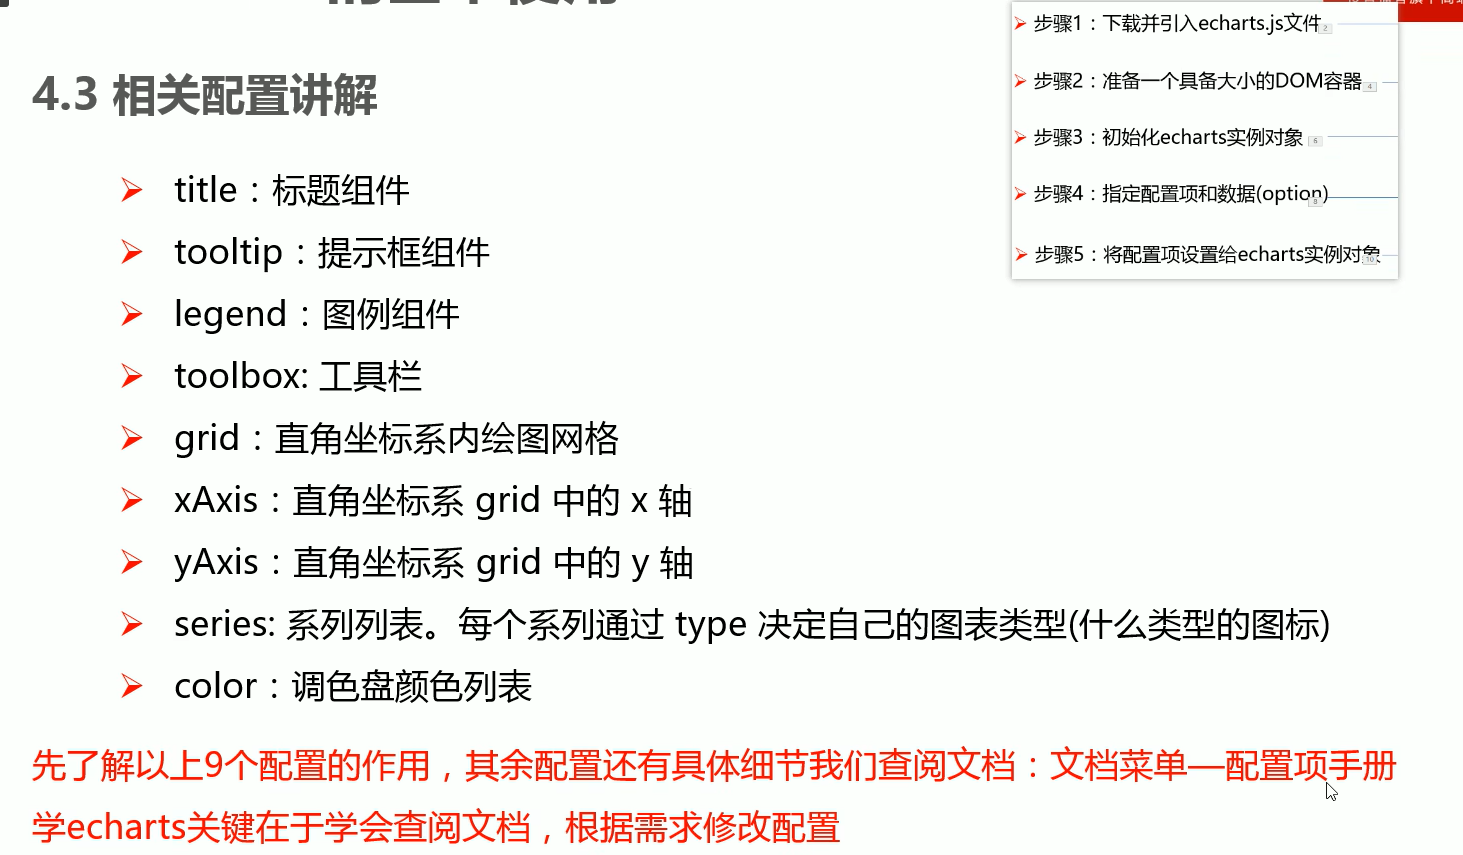 4.3 相关配置讲解
title：标题组件
tooltip：提示框组件
legend：图例组件
toolbox: 工具栏
grid：直角坐标系内绘图网格
xAxis：直角坐标系 grid 中的 x 轴
yAxis：直角坐标系 grid 中的 y 轴
series: 系列列表。每个系列通过 type 决定自己的图表类型(什么类型的图标)
color：调色盘颜色列表
先了解以上9个配置的作用，其余配置还有具体细节我们查阅文档：文档菜单—配置项手册
学echarts关键在于学会查阅文档，根据需求修改配置
步骤1：下载并引入echarts.js文件
步骤2：准备一个具备大小的DOM容器
步骤3：初始化echarts实例对象
步骤4：指定配置项和数据(option)
步骤5：将配置项设置给echarts实例对象